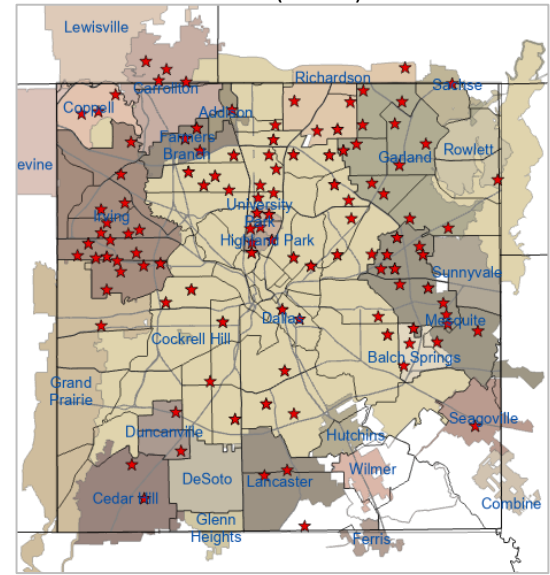 Lewisville
Richardson
Sachse
Carrollton
Coppell
Addison
Farmers
Branch
Garland
Rowlett
evine
University
Park
Irving
Highland Park
Sunnyvale
Dallas
Mesquite
Cockrell Hill
Balch Springs
Grand
Prairie
Seagoville
Duncanville
Hutchins
Wilmer
DeSoto
Lancaster
Cedar Hill
Combine
Glenn
Heights
Ferris